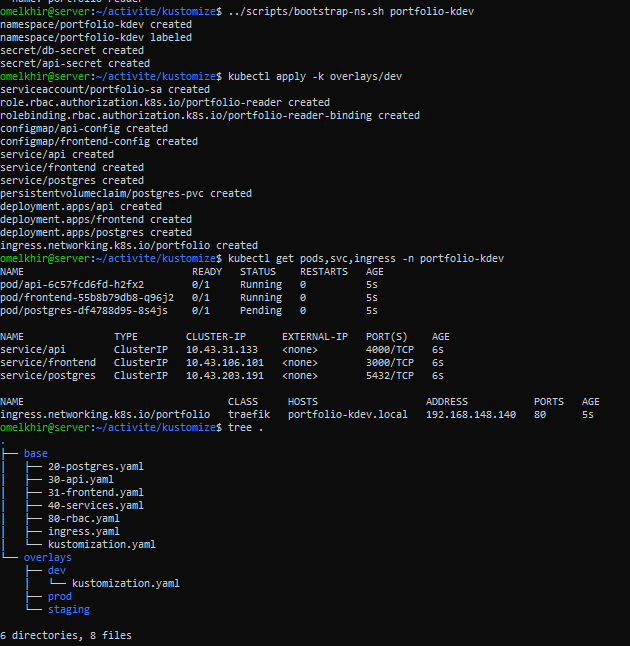 omelkhir@server:~/activite/kustomize$ ../scripts/bootstrap-ns.sh portfolio-kdev
namespace/portfolio-kdev created
namespace/portfolio-kdev labeled
secret/db-secret created
secret/api-secret created
omelkhir@server:~/activite/kustomize$ kubectl apply -k overlays/dev
serviceaccount/portfolio-sa created
role.rbac.authorization.k8s.io/portfolio-reader created
rolebinding.rbac.authorization.k8s.io/portfolio-reader-binding created
configmap/api-config created
configmap/frontend-config created
service/api created
service/frontend created
service/postgres created
persistentvolumeclaim/postgres-pvc created
deployment.apps/api created
deployment.apps/frontend created
deployment.apps/postgres created
ingress.networking.k8s.io/portfolio created
omelkhir@server:~/activite/kustomize$ kubectl get pods,svc,ingress -n portfolio-kdev
NAME                            READY   STATUS    RESTARTS   AGE
pod/api-6c57fcd6fd-h2fx2        0/1     Running   0          5s
pod/frontend-55b8b79db8-q96j2   0/1     Running   0          5s
pod/postgres-df4788d95-8s4js    0/1     Pending   0          5s

NAME               TYPE        CLUSTER-IP      EXTERNAL-IP   PORT(S)    AGE
service/api        ClusterIP   10.43.31.133    <none>        4000/TCP   6s
service/frontend   ClusterIP   10.43.106.101   <none>        3000/TCP   6s
service/postgres   ClusterIP   10.43.203.191   <none>        5432/TCP   6s

NAME                                  CLASS     HOSTS                  ADDRESS           PORTS   AGE
ingress.networking.k8s.io/portfolio   traefik   portfolio-kdev.local   192.168.148.140   80      5s
omelkhir@server:~/activite/kustomize$ tree .
.
├── base
│   ├── 20-postgres.yaml
│   ├── 30-api.yaml
│   ├── 31-frontend.yaml
│   ├── 40-services.yaml
│   ├── 80-rbac.yaml
│   ├── ingress.yaml
│   └── kustomization.yaml
└── overlays
    ├── dev
    │   └── kustomization.yaml
    ├── prod
    └── staging

6 directories, 8 files